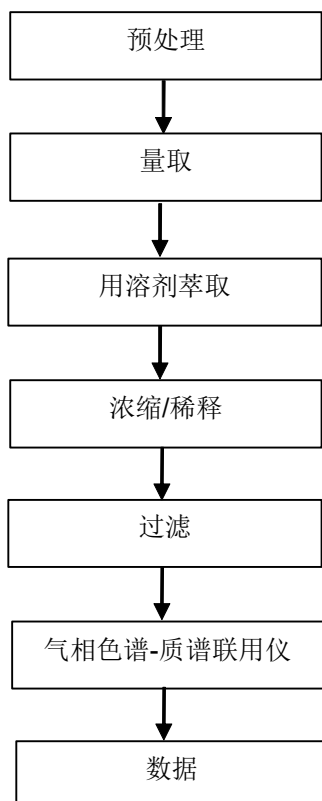 预处理
量取
用溶剂萃取
浓缩/稀释
过滤
气相色谱-质谱联用仪
数据